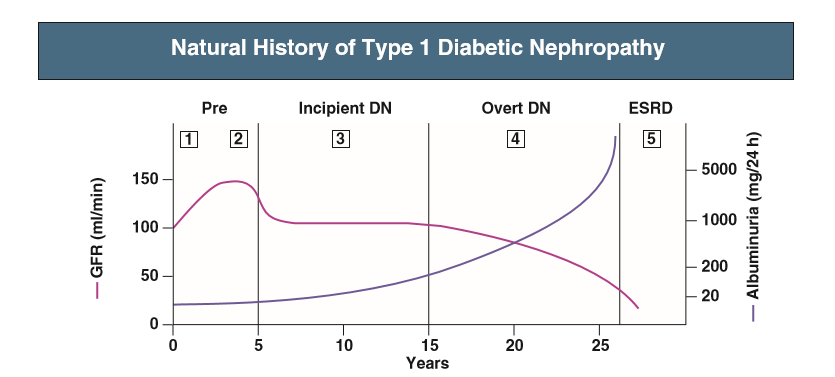 Natural History of Type 1 Diabetic Nephropathy
Pre Incipient DN Overt DN ESRD
1 2 3 4 5
150
100
50
0
GFR (ml/min)
5000
1000
200
20
Albuminuria (mg/24 h)
0 5 10 15 20 25
Years